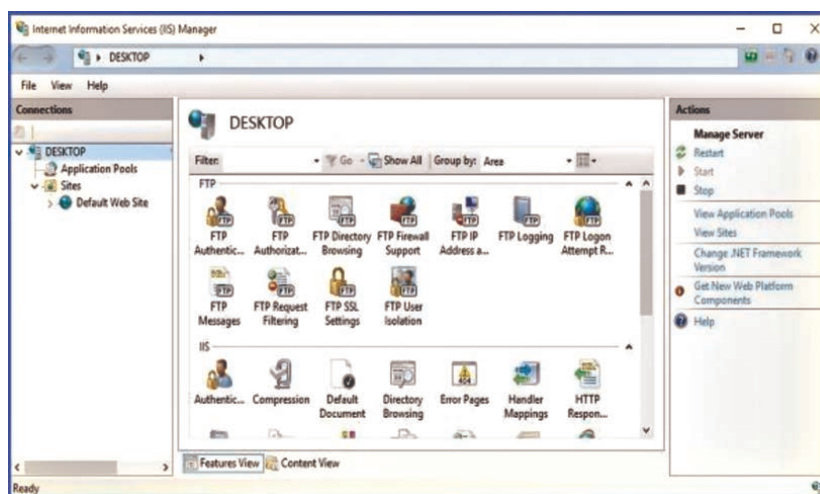 Internet Information Services (IIS) Manager
DESKTOP
File View Help
Connections
DESKTOP
Application Pools
Sites
Default Web Site
DESKTOP
Filter: Go Show All Group by: Area
FTP
FTP Authentic...
FTP Authorizat...
FTP Directory Browsing
FTP Firewall Support
FTP IP Address a...
FTP Logging
FTP Logon Attempt R...
FTP Messages
FTP Request Filtering
FTP SSL Settings
FTP User Isolation
IIS
Authentic...
Compression
Default Document
Directory Browsing
Error Pages
Handler Mappings
HTTP Respon...
Features View Content View
Actions
Manage Server
Restart
Start
Stop
View Application Pools
View Sites
Change .NET Framework
Version
Get New Web Platform
Components
Help
Ready